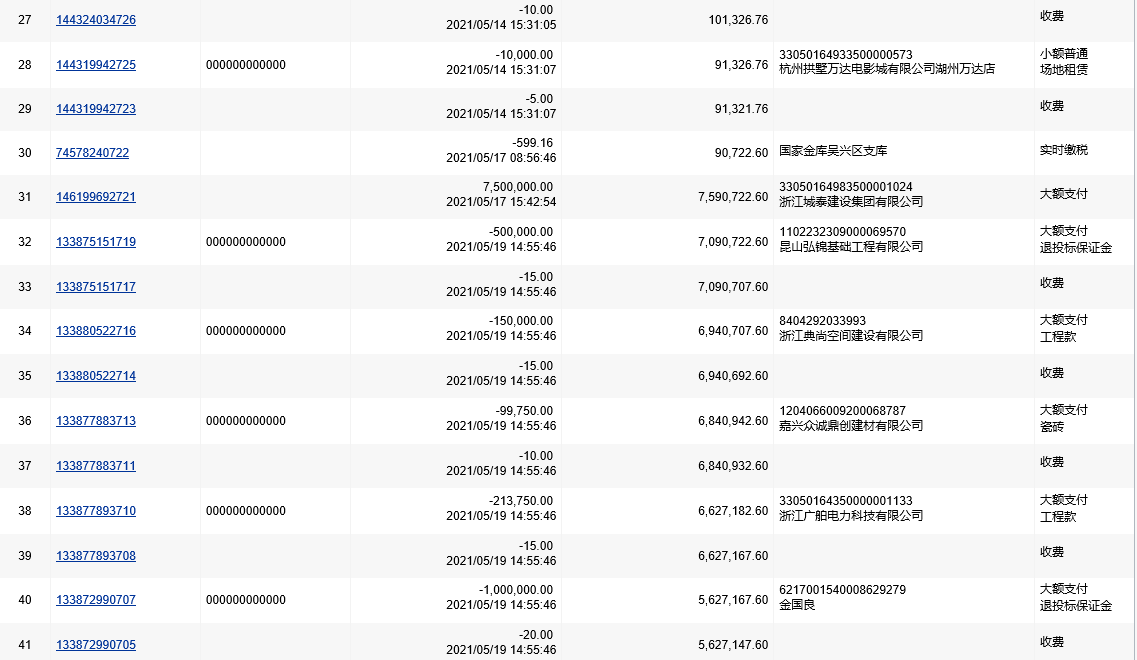 27 144324034726 -10.00 101,326.76 收费
2021/05/14 15:31:05
28 144319942725 000000000000 -10,000.00 91,326.76 33050164933500000573 小额普通
2021/05/14 15:31:07 杭州拱墅万达电影城有限公司湖州万达店 场地租赁
29 144319942723 -5.00 91,321.76 收费
2021/05/14 15:31:07
30 74578240722 -599.16 90,722.60 国家金库吴兴区支库 实时缴税
2021/05/17 08:56:46
31 146199692721 7,500,000.00 7,590,722.60 33050164983500001024 大额支付
2021/05/17 15:42:54 浙江城泰建设集团有限公司
32 133875151719 000000000000 -500,000.00 7,090,722.60 1102232309000069570 大额支付
2021/05/19 14:55:46 昆山弘锦基础工程有限公司 退投标保证金
33 133875151717 -15.00 7,090,707.60 收费
2021/05/19 14:55:46
34 133880522716 000000000000 -150,000.00 6,940,707.60 8404292033993 大额支付
2021/05/19 14:55:46 浙江典尚空间建设有限公司 工程款
35 133880522714 -15.00 6,940,692.60 收费
2021/05/19 14:55:46
36 133877883713 000000000000 -99,750.00 6,840,942.60 1204066009200068787 大额支付
2021/05/19 14:55:46 嘉兴众诚鼎创建材有限公司 瓷砖
37 133877883711 -10.00 6,840,932.60 收费
2021/05/19 14:55:46
38 133877893710 000000000000 -213,750.00 6,627,182.60 33050164350000001133 大额支付
2021/05/19 14:55:46 浙江广舶电力科技有限公司 工程款
39 133877893708 -15.00 6,627,167.60 收费
2021/05/19 14:55:46
40 133872990707 000000000000 -1,000,000.00 5,627,167.60 6217001540008629279 大额支付
2021/05/19 14:55:46 金国良 退投标保证金
41 133872990705 -20.00 5,627,147.60 收费
2021/05/19 14:55:46